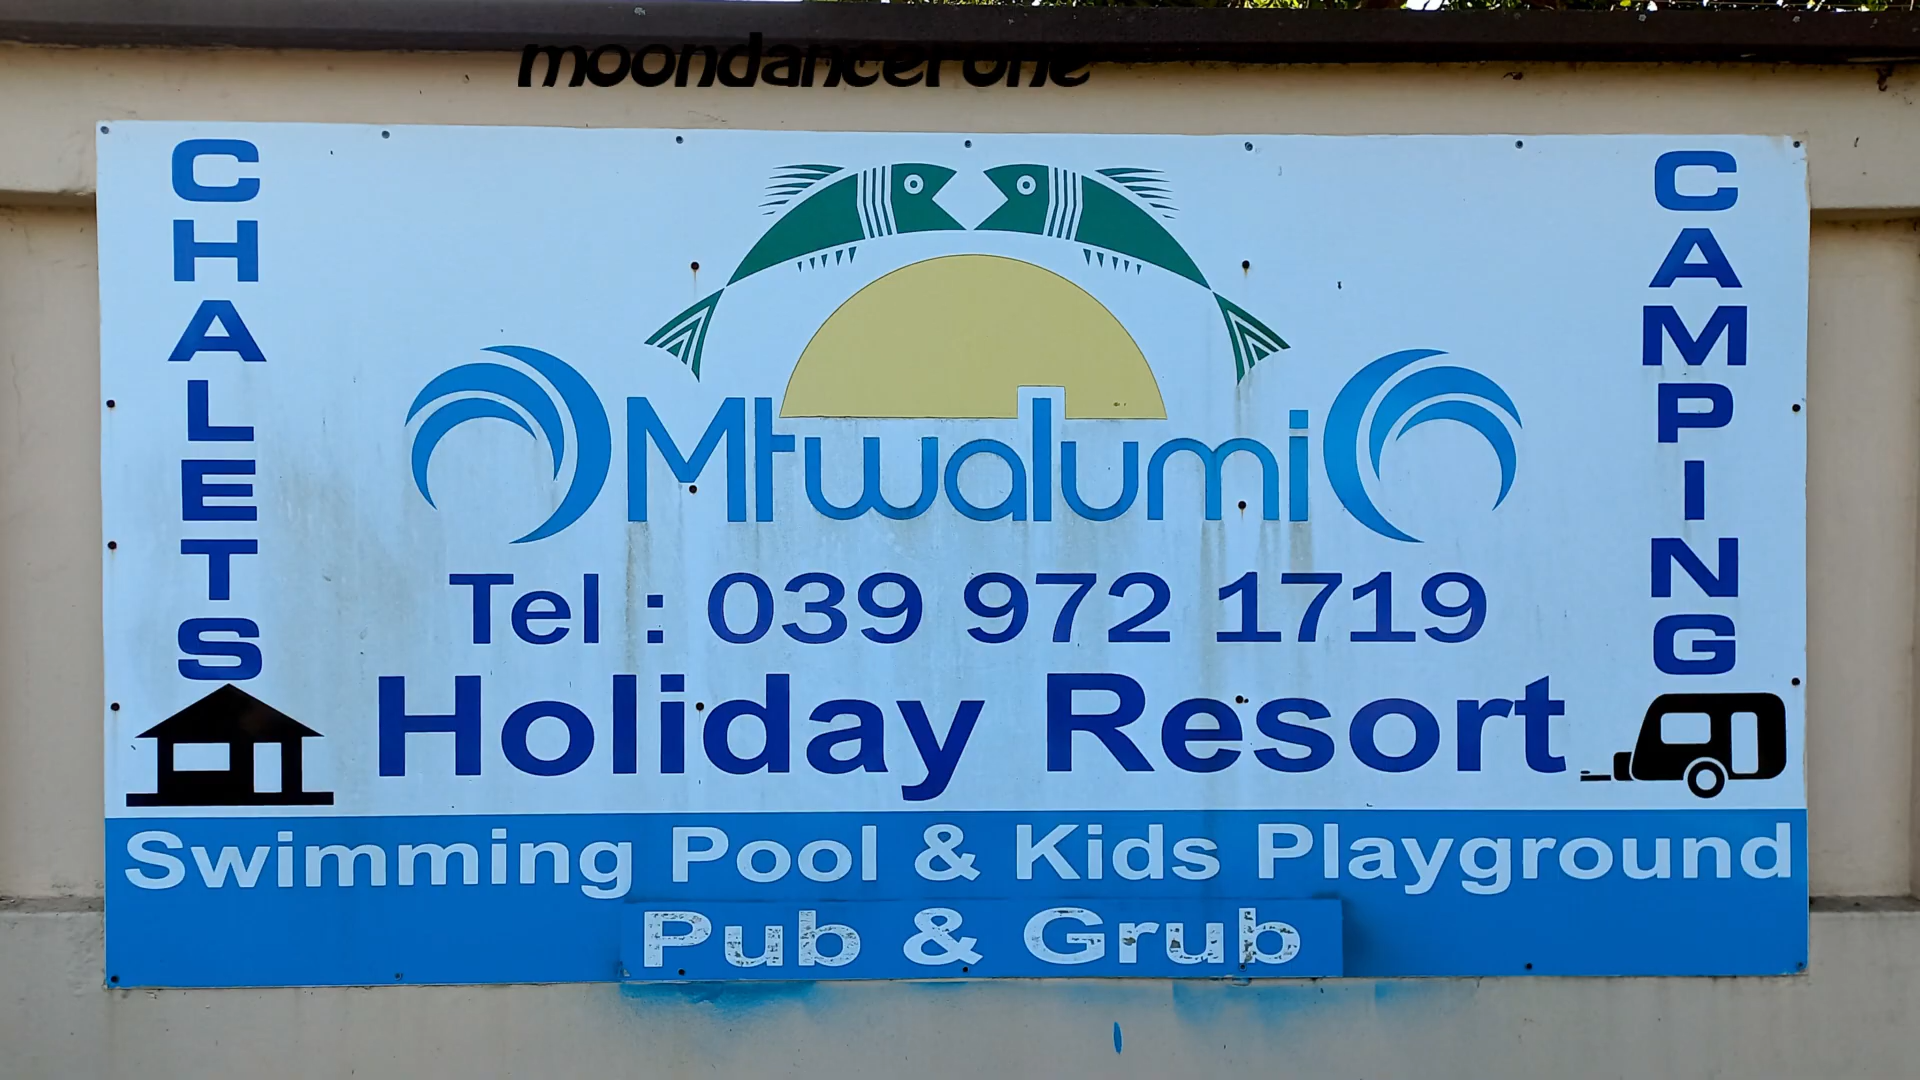 moondancerone
CHALETS
CAMPING
Mtwalumi
Tel : 039 972 1719
Holiday Resort
Swimming Pool & Kids Playground
Pub & Grub